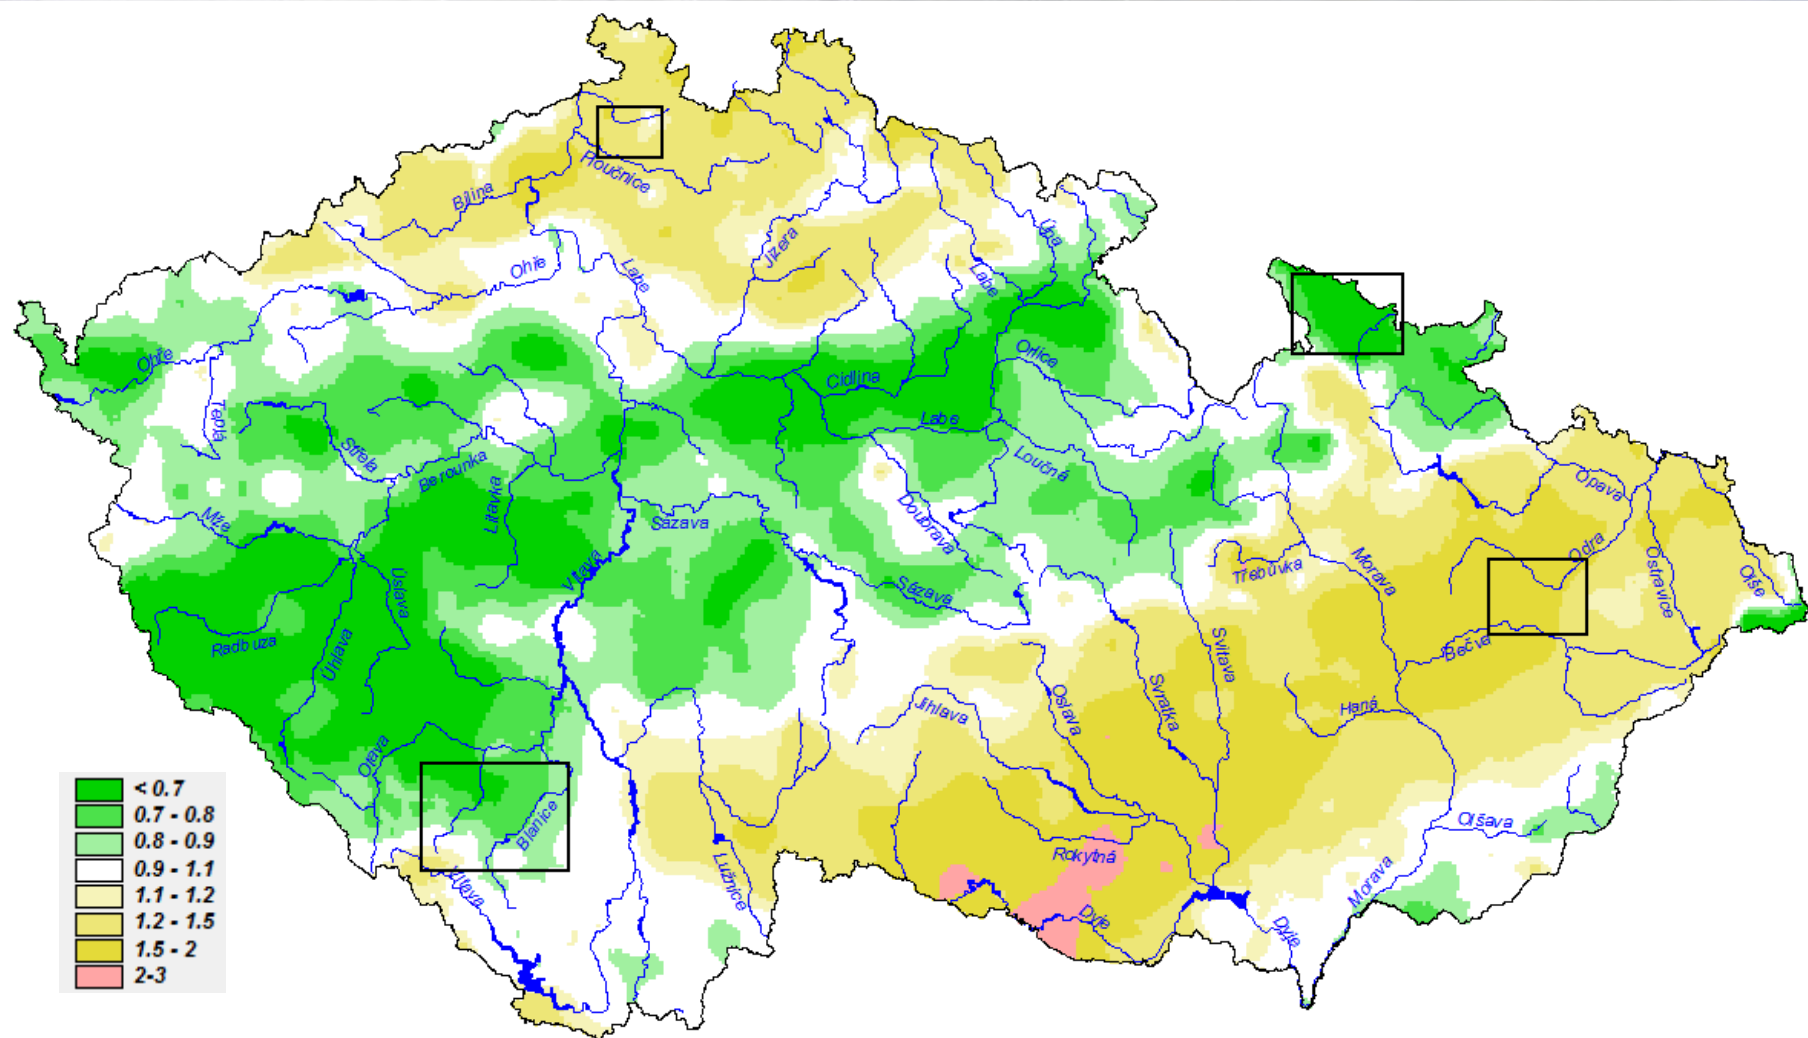 Ploučnice
Bílina
Jizera
Úpa
Ohře
Labe
Labe
Ohře
Teplá
Cidlina
Orlice
Labe
Střela
Berounka
Litavka
Loučná
Mže
Sázava
Doubrava
Opava
Vltava
Úslava
Sázava
Třebůvka
Morava
Odra
Ostravice
Olše
Radbuza
Úhlava
Svitava
Bečva
Otava
Jihlava
Oslava
Svratka
Haná
Blanice
Olšava
Vltava
Lužnice
Rokytná
Morava
Dyje
Dyje
< 0.7
0.7 - 0.8
0.8 - 0.9
0.9 - 1.1
1.1 - 1.2
1.2 - 1.5
1.5 - 2
2-3